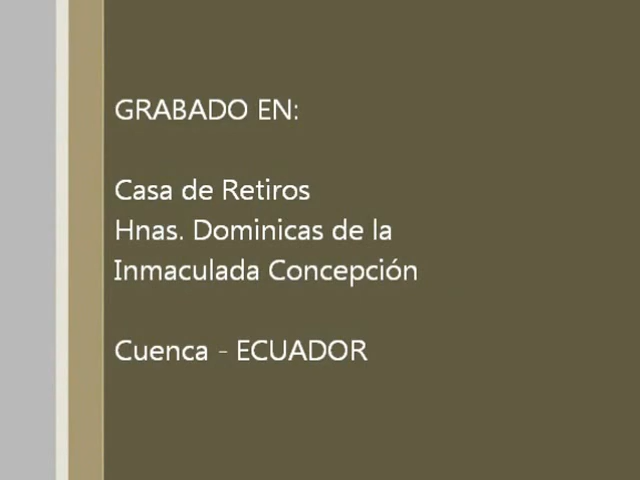 GRABADO EN:
Casa de Retiros
Hnas. Dominicas de la
Inmaculada Concepción
Cuenca - ECUADOR